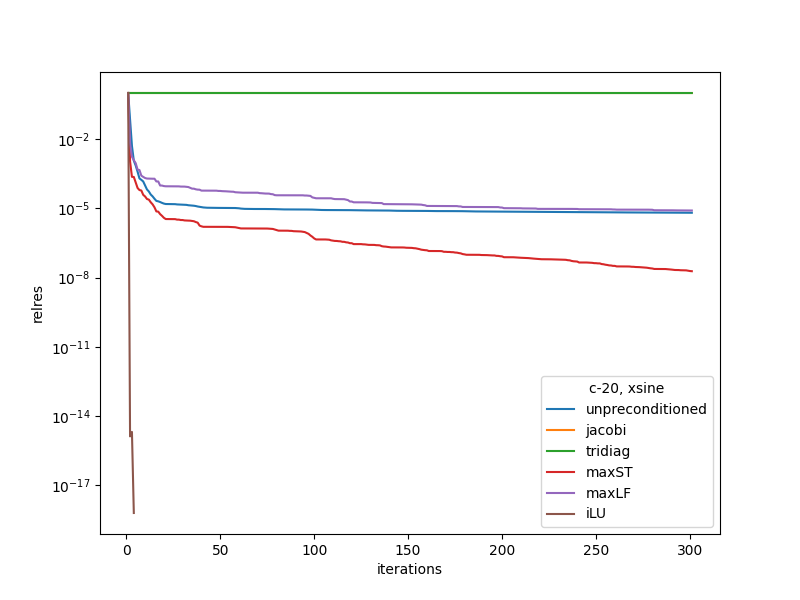 relres
10⁻²
10⁻⁵
10⁻⁸
10⁻¹¹
10⁻¹⁴
10⁻¹⁷
c-20, xsine
unpreconditioned
jacobi
tridiag
maxST
maxLF
iLU
0 50 100 150 200 250 300
iterations